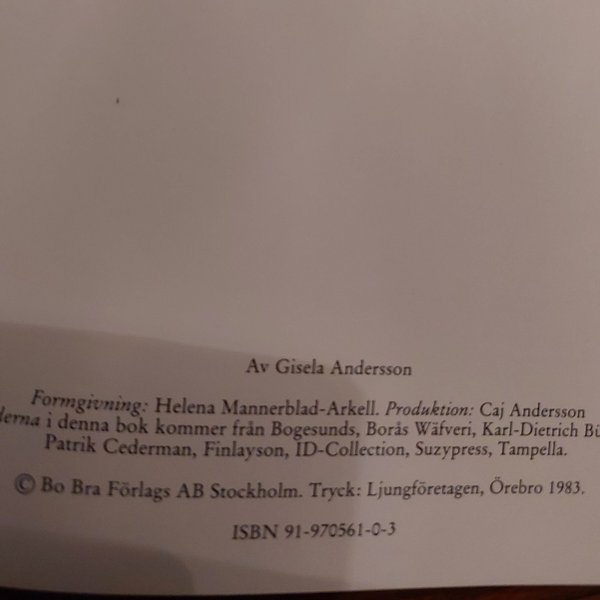 Av Gisela Andersson
Formgivning: Helena Mannerblad-Arkell. Produktion: Caj Andersson
i denna bok kommer från Bogesunds, Borås Wäfveri, Karl-Dietrich
Patrik Cederman, Finlayson, ID-Collection, Suzypress, Tampella.
© Bo Bra Förlags AB Stockholm. Tryck: Ljungföretagen, Örebro 1983.
ISBN 91-970561-0-3